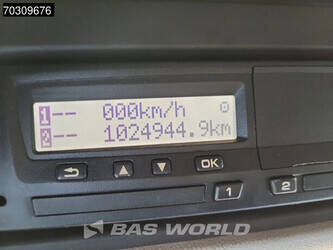 70309676
1 -- 000km/h
2 -- 1024944.9km
OK
1
2
BAS WORLD